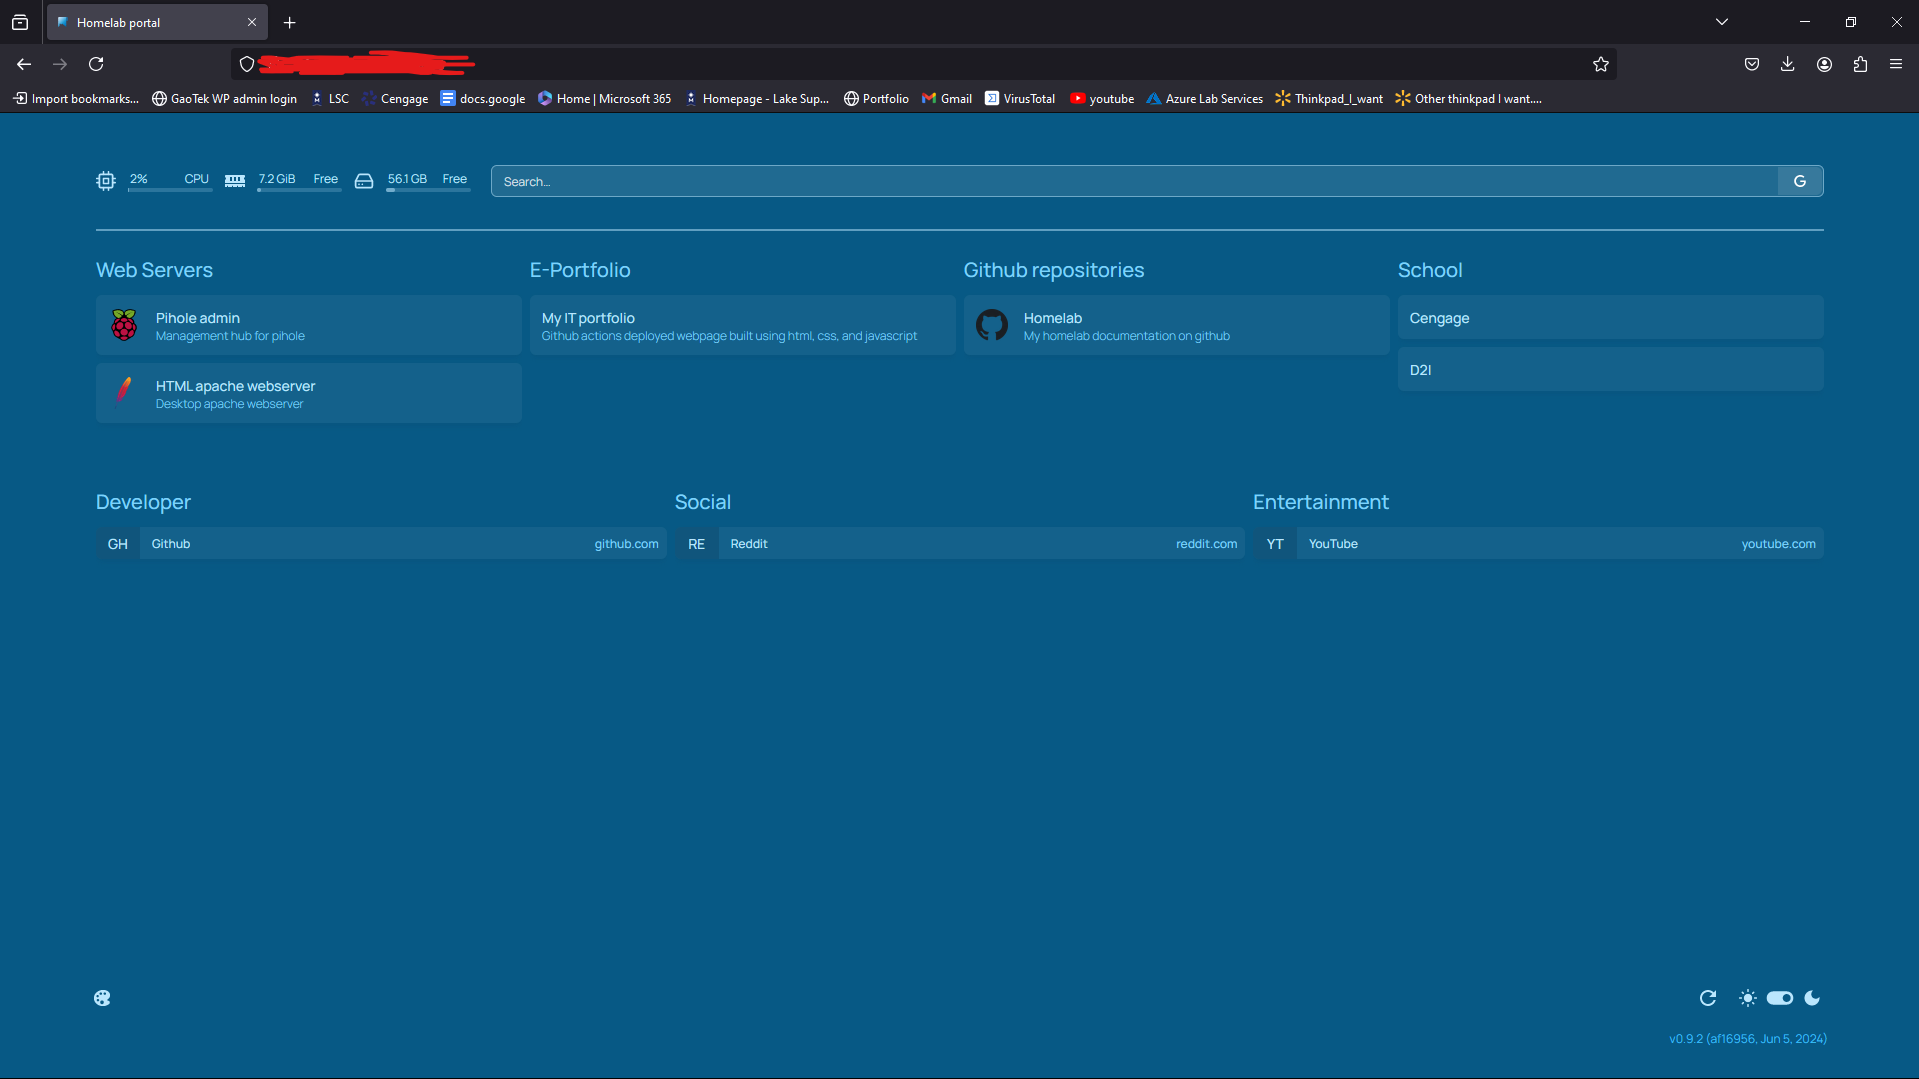 Homelab portal
Import bookmarks... GaoTek WP admin login LSC Cengage docs.google Home | Microsoft 365 Homepage - Lake Sup... Portfolio Gmail VirusTotal youtube Azure Lab Services Thinkpad_I_want Other thinkpad I want....
2% CPU 7.2 GiB Free 56.1 GB Free Search... G
Web Servers E-Portfolio Github repositories School
Pihole admin My IT portfolio Homelab Cengage
Management hub for pihole Github actions deployed webpage built using html, css, and javascript My homelab documentation on github
D2l
HTML apache webserver
Desktop apache webserver
Developer Social Entertainment
GH Github github.com RE Reddit reddit.com YT YouTube youtube.com
v0.9.2 (af16956, Jun 5, 2024)